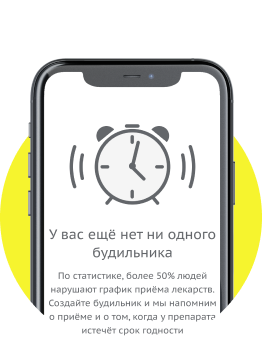 У вас ещё нет ни одного
будильника
По статистике, более 50% людей
нарушают график приёма лекарств.
Создайте будильник и мы напомним
о приёме и о том, когда у препарата
истечёт срок годности